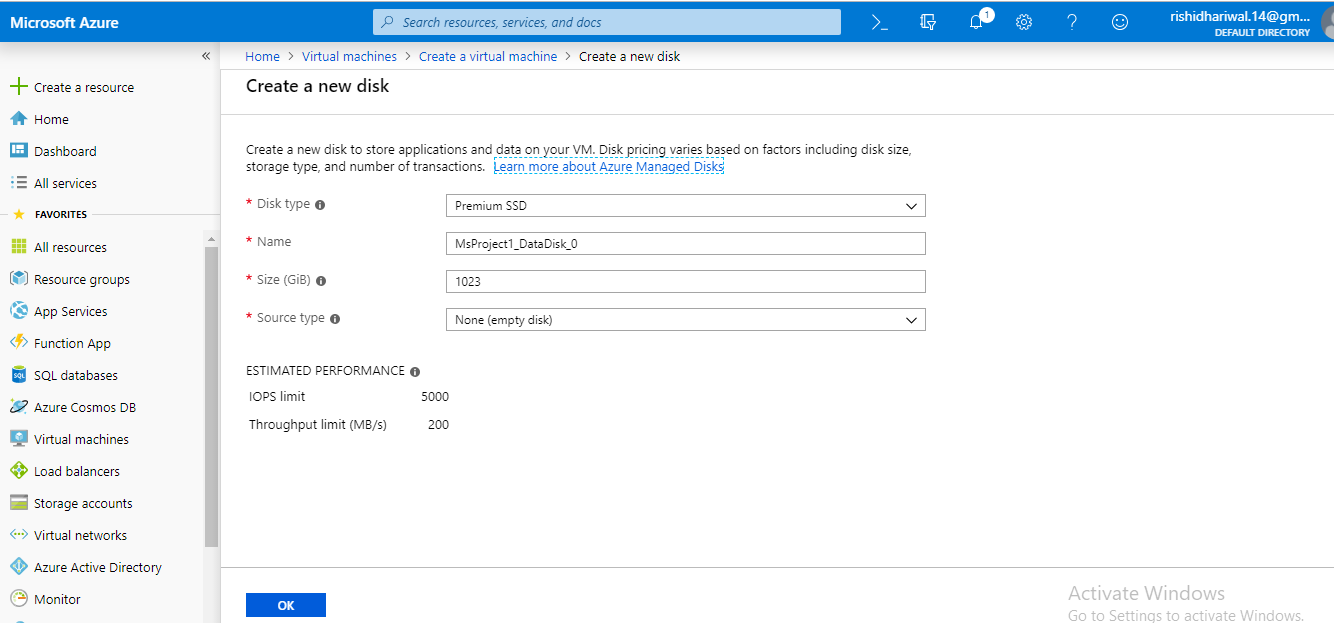 Microsoft Azure
Search resources, services, and docs
1
rishidhariwal.14@gm...
DEFAULT DIRECTORY
Home > Virtual machines > Create a virtual machine > Create a new disk
Create a new disk
Create a resource
Home
Dashboard
All services
FAVORITES
All resources
Resource groups
App Services
Function App
SQL databases
Azure Cosmos DB
Virtual machines
Load balancers
Storage accounts
Virtual networks
Azure Active Directory
Monitor
Create a new disk to store applications and data on your VM. Disk pricing varies based on factors including disk size,
storage type, and number of transactions. Learn more about Azure Managed Disks
* Disk type Premium SSD
* Name MsProject1_DataDisk_0
* Size (GiB) 1023
* Source type None (empty disk)
ESTIMATED PERFORMANCE
IOPS limit 5000
Throughput limit (MB/s) 200
OK
Activate Windows
Go to Settings to activate Windows.